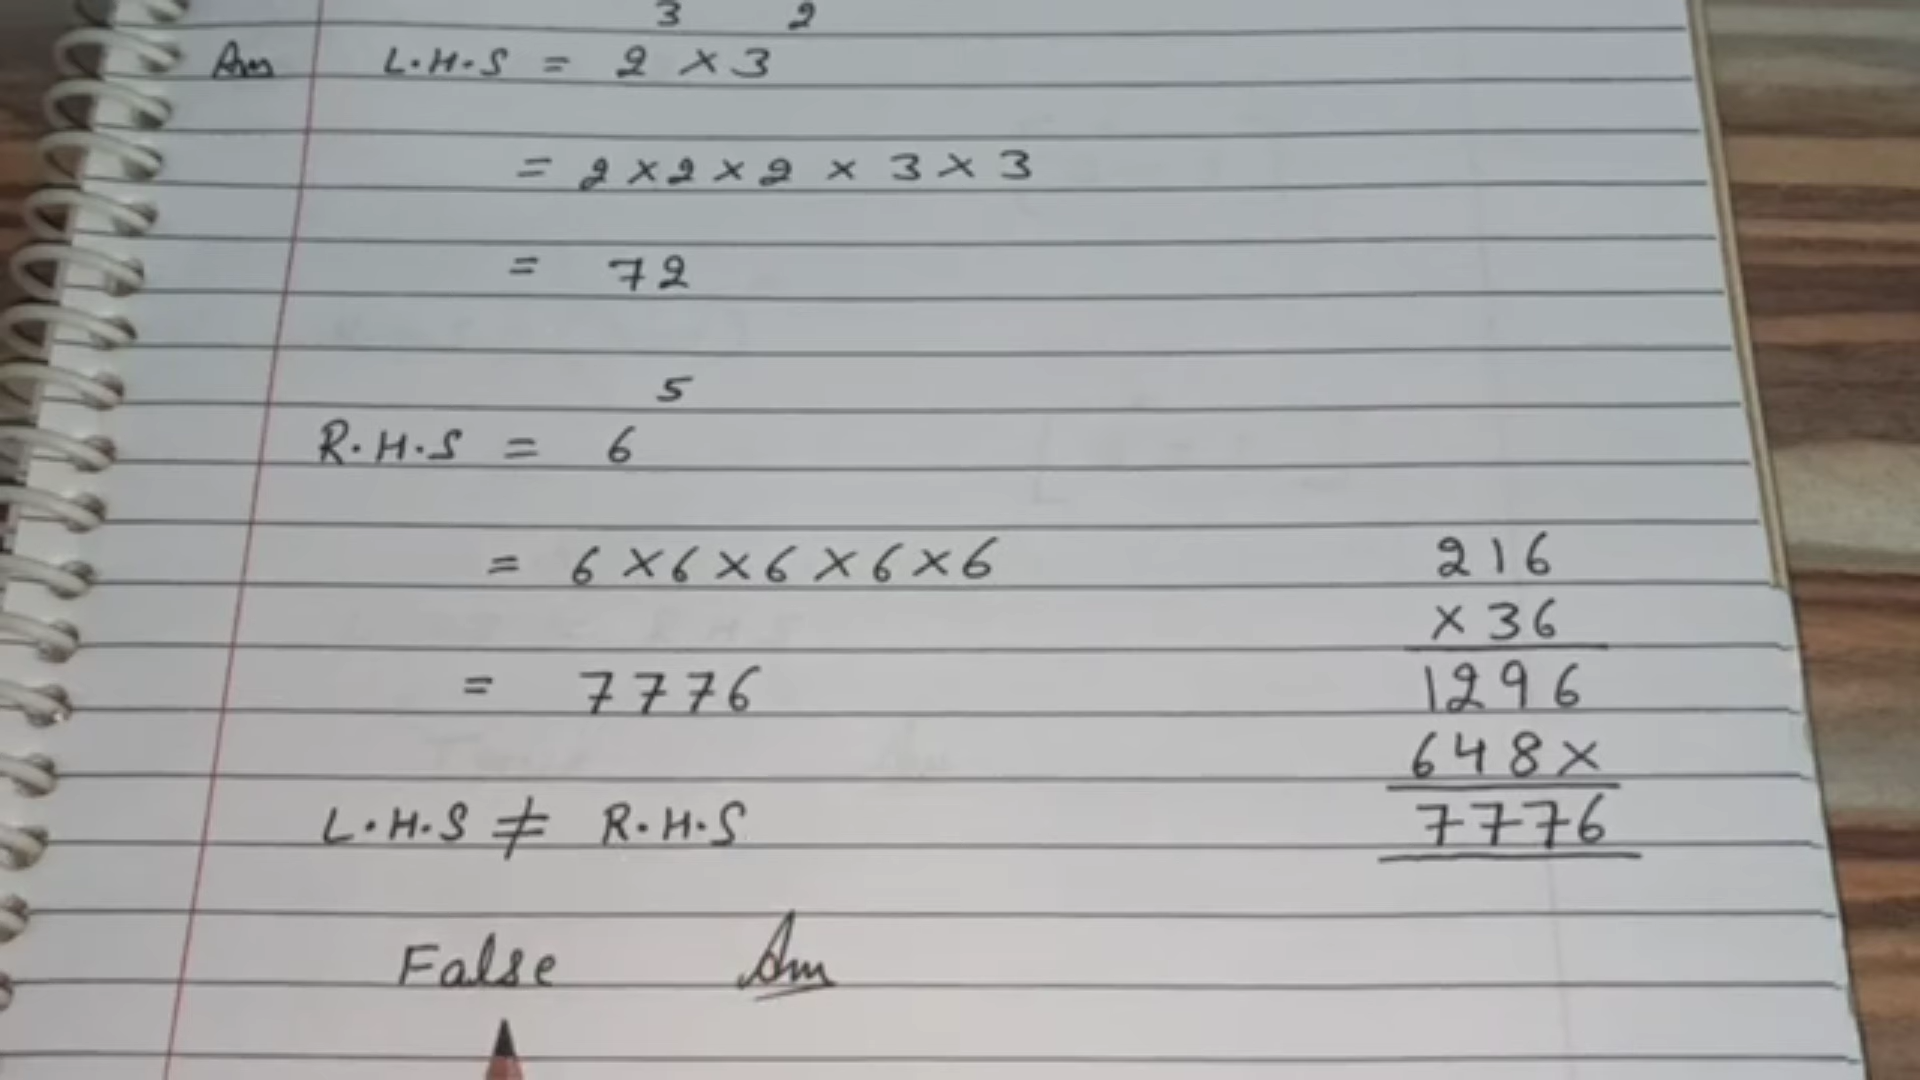 Ans L.H.S = 2³ × 3²
= 2 × 2 × 2 × 3 × 3
= 72
R.H.S = 6⁵
= 6 × 6 × 6 × 6 × 6
= 7776
L.H.S ≠ R.H.S
False Ans
216
× 36
1296
648×
7776